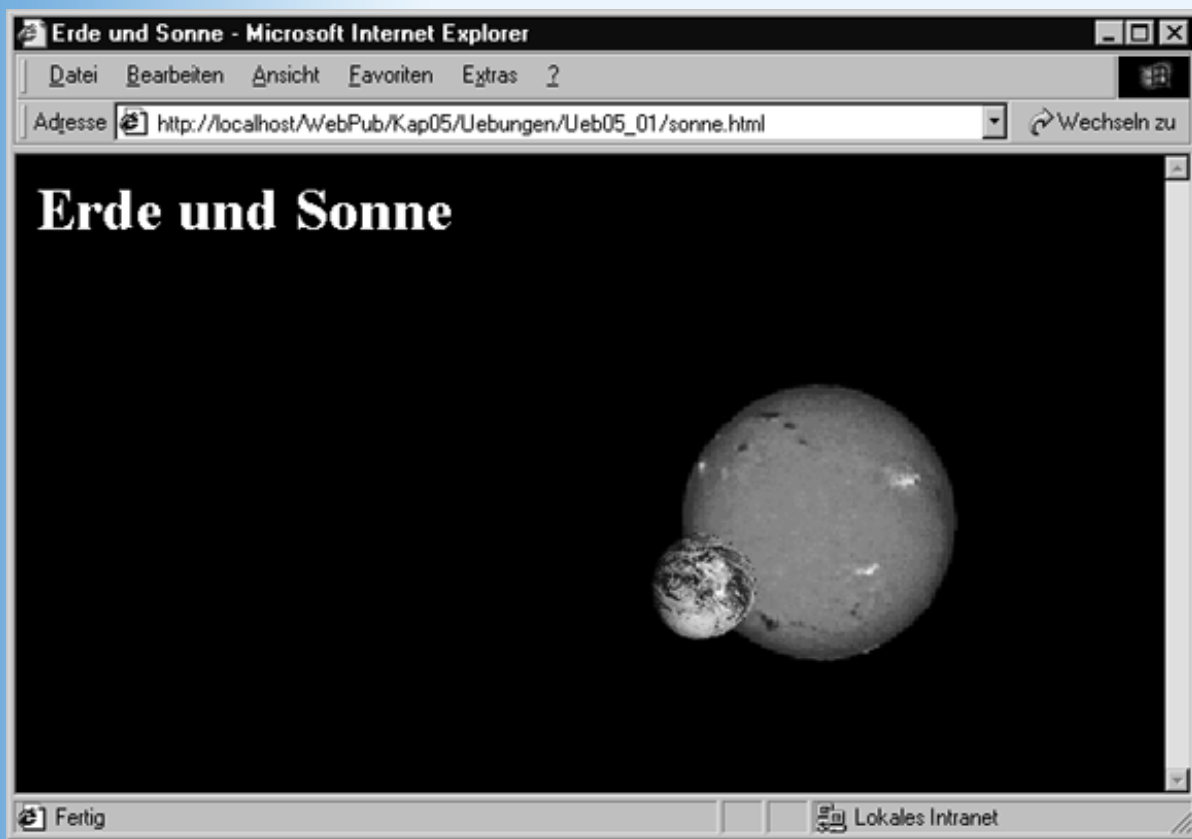 Erde und Sonne - Microsoft Internet Explorer
Datei Bearbeiten Ansicht Favoriten Extras ?
Adresse http://localhost/WebPub/Kap05/Uebungen/Ueb05_01/sonne.html Wechseln zu
Erde und Sonne
Fertig Lokales Intranet